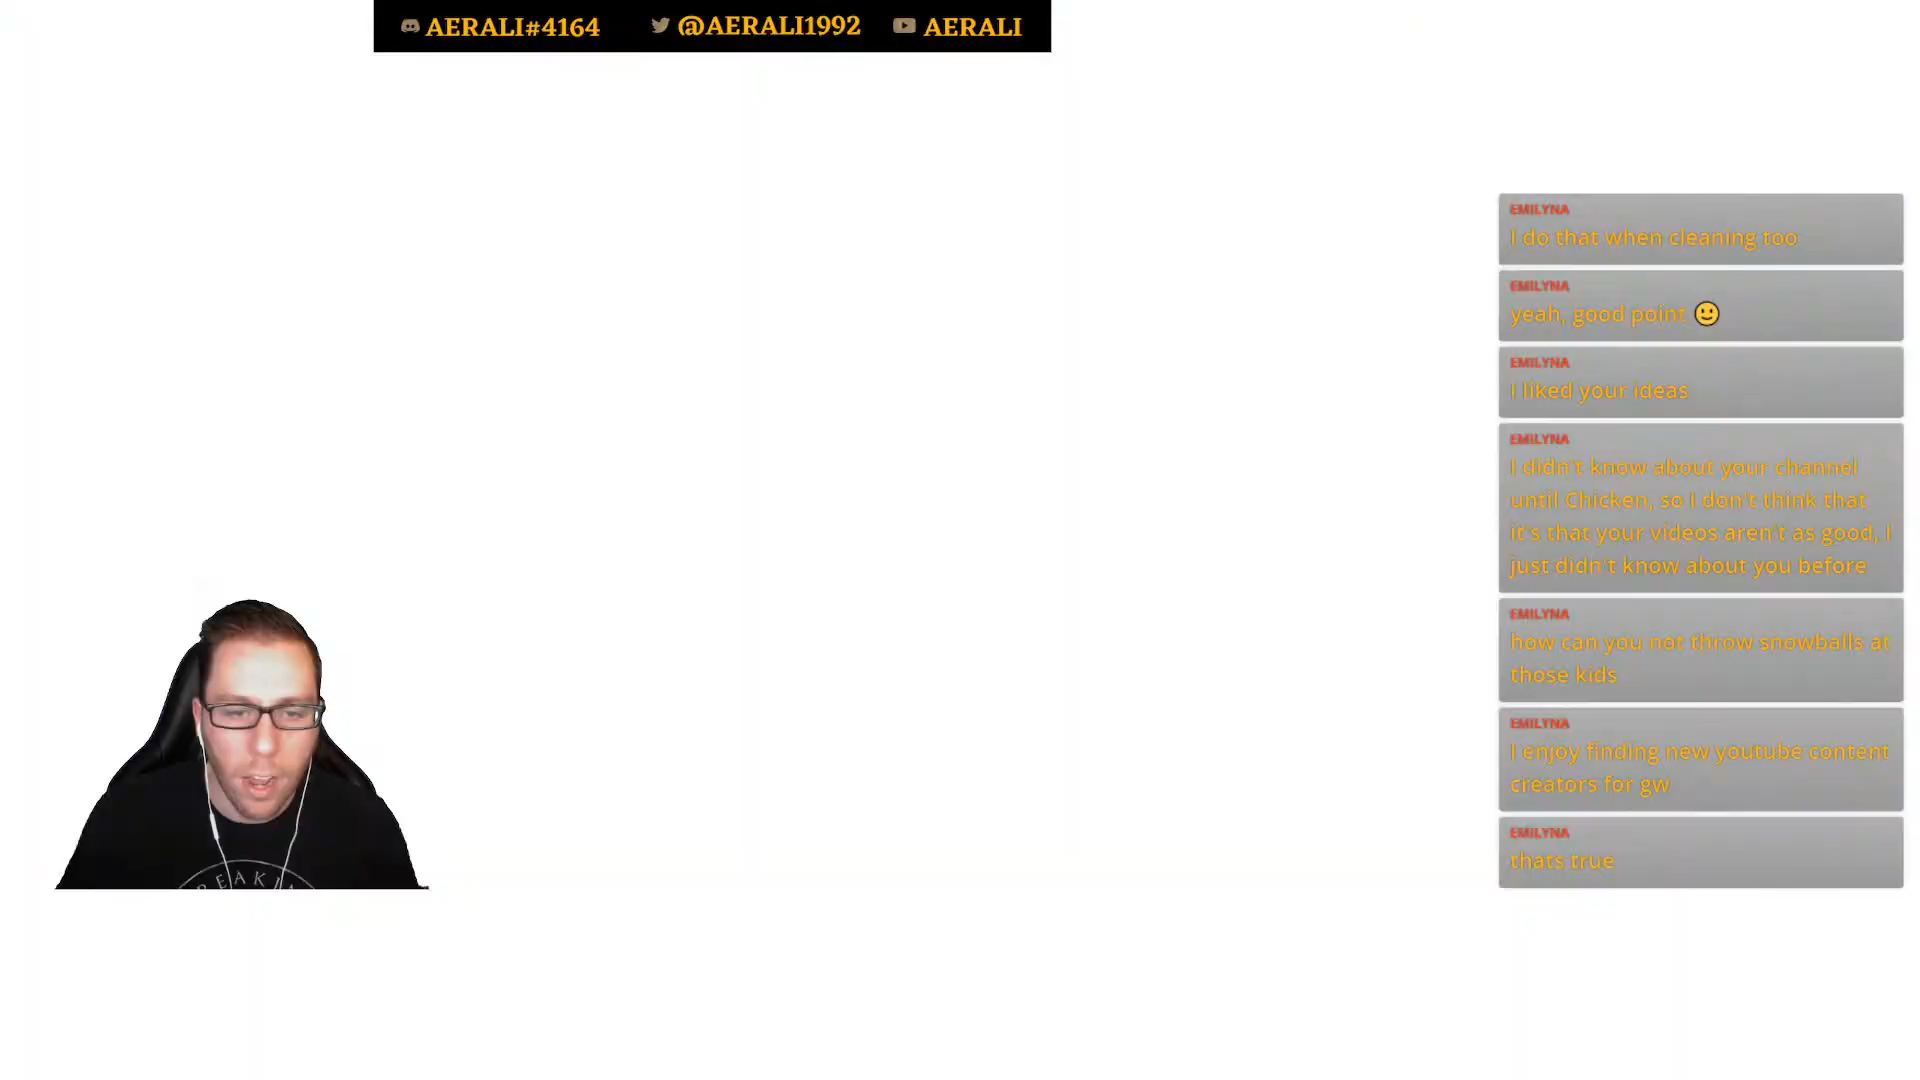 AERALI#4164 @AERALI1992 AERALI
EMILYNA
I do that when cleaning too
EMILYNA
yeah, good point
EMILYNA
I liked your ideas
EMILYNA
I didn't know about your channel
until Chicken, so I don't think that
it's that your videos aren't as good, I
just didn't know about you before
EMILYNA
how can you not throw snowballs at
those kids
EMILYNA
I enjoy finding new youtube content
creators for gw
EMILYNA
thats true